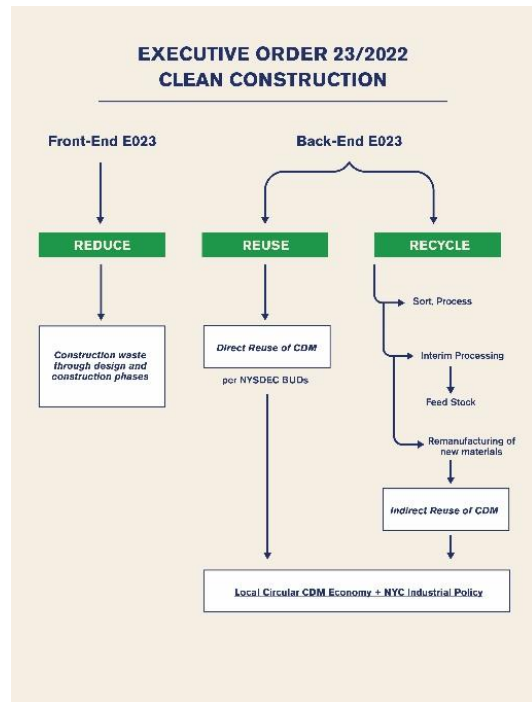 EXECUTIVE ORDER 23/2022
CLEAN CONSTRUCTION
Front-End E023
Back-End E023
REDUCE
REUSE
RECYCLE
Construction waste
through design and
construction phases
Direct Reuse of CDM
per NYSDEC BUDs
Sort, Process
Interim Processing
Feed Stock
Remanufacturing of
new materials
Indirect Reuse of CDM
Local Circular CDM Economy + NYC Industrial Policy